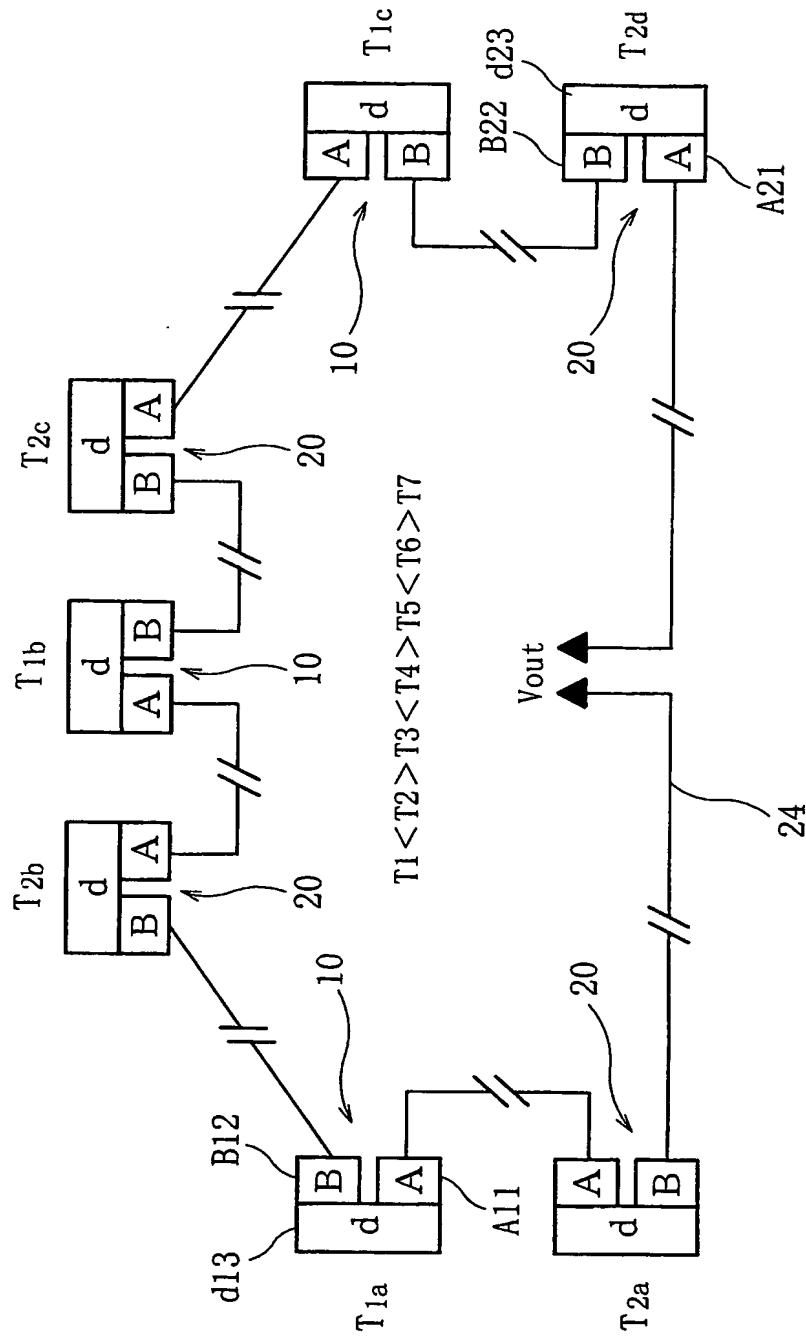 T2b T1b T2c
d d d
B A A B B A
20 10 20
B12 10 10 T1c
d13 B A d
d A B
T1a A11
T1<T2>T3<T4>T5<T6>T7
B22 d23
20 20 T2d
A B d
d B A
T2a A21
Vout
24